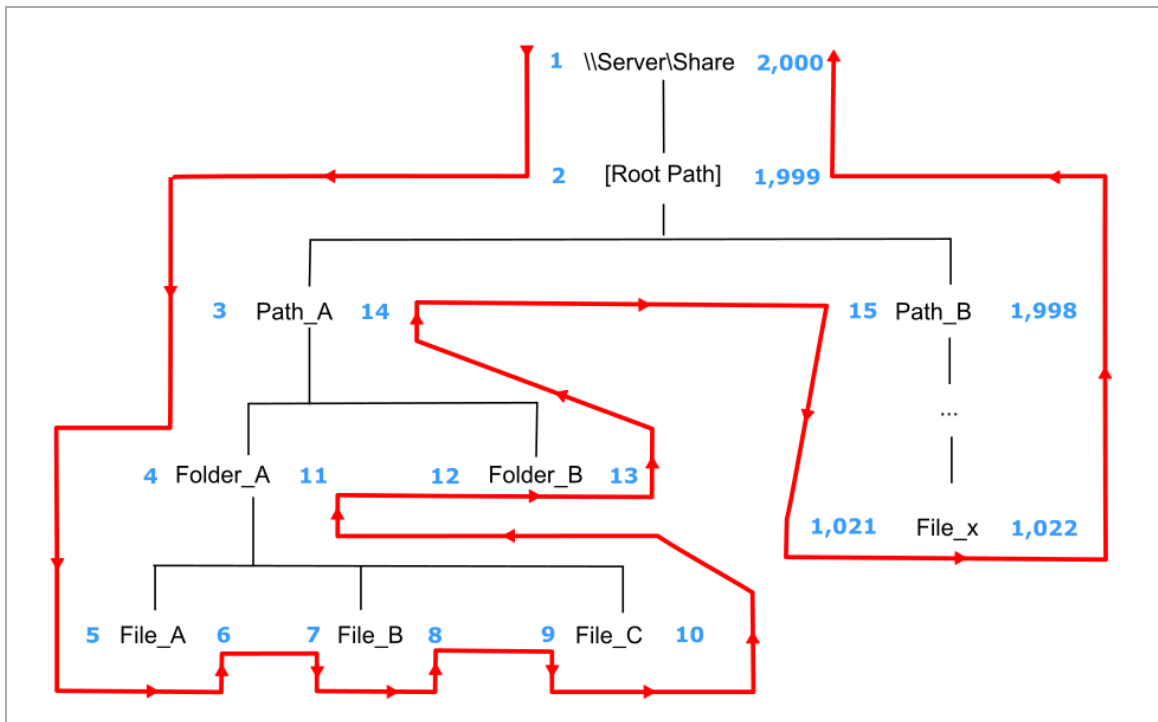 1 \\Server\Share 2,000
2 [Root Path] 1,999
3 Path_A 14 15 Path_B 1,998
...
4 Folder_A 11 12 Folder_B 13
1,021 File_x 1,022
5 File_A 6 7 File_B 8 9 File_C 10